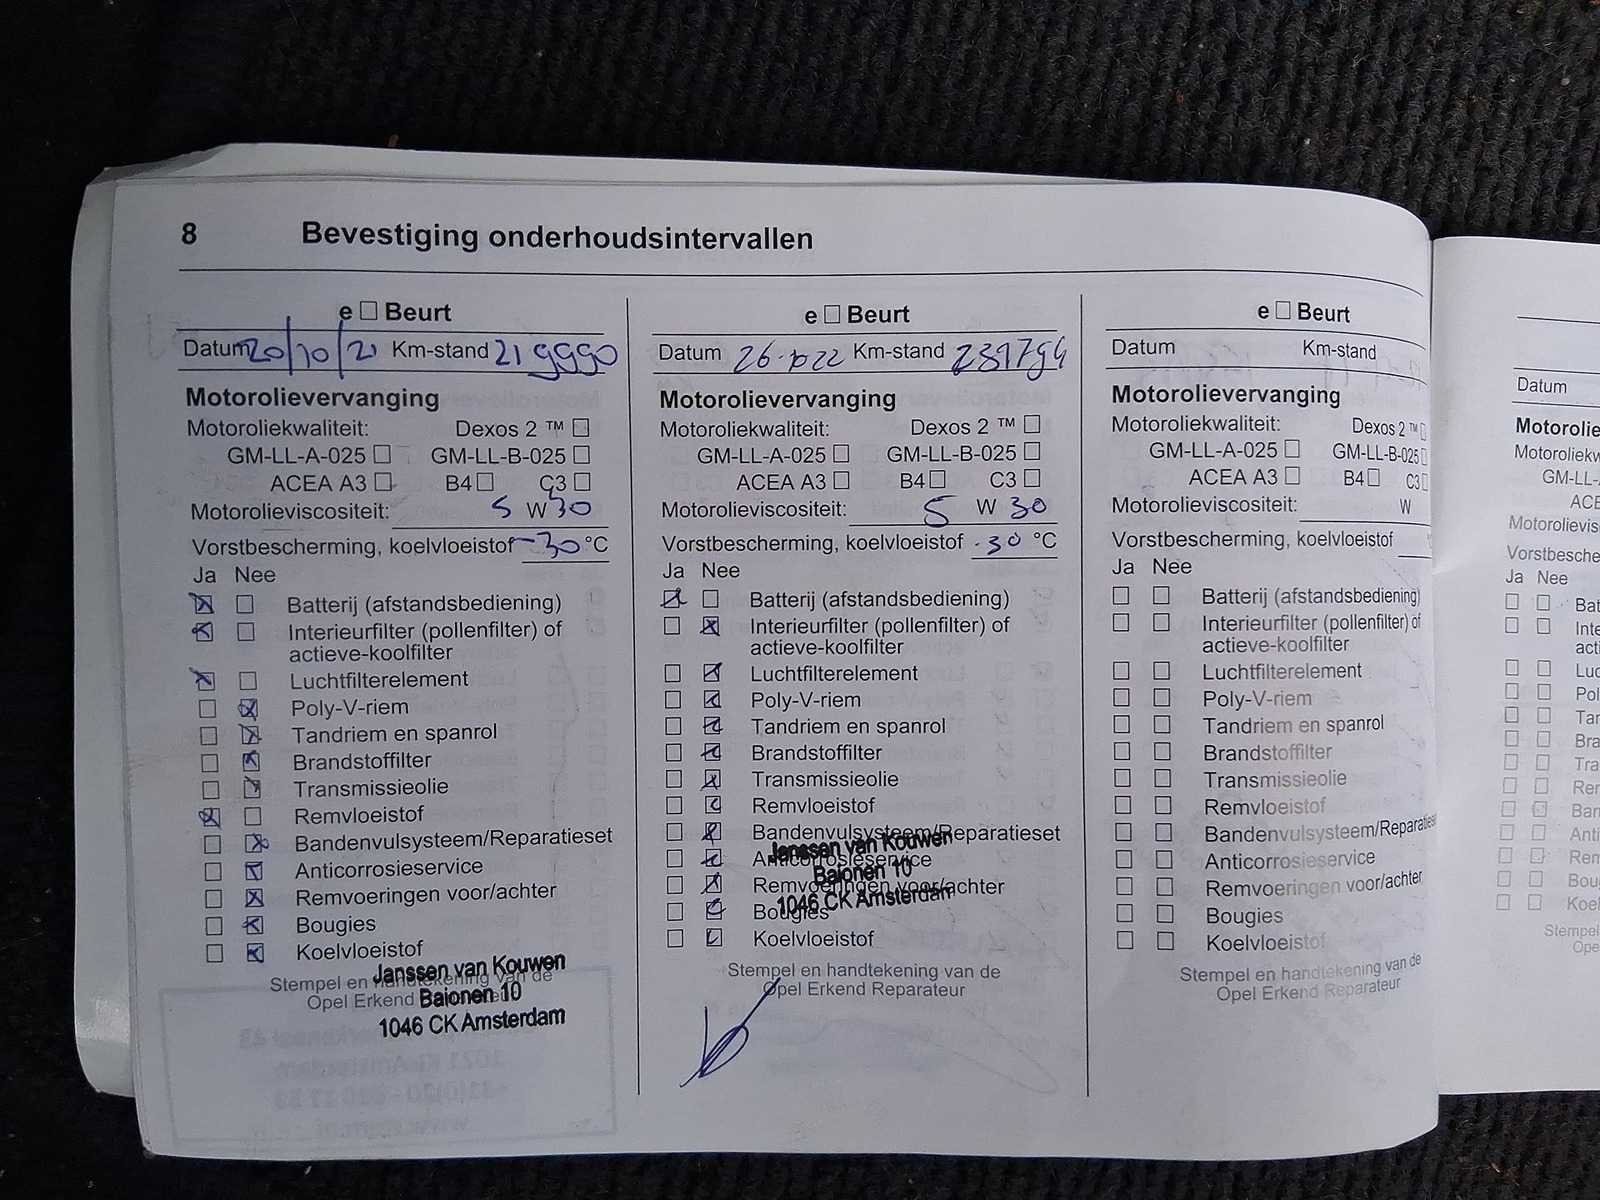 8 Bevestiging onderhoudsintervallen
e ☐ Beurt
Datum 20/10/21 Km-stand 219990
Motorolievervanging
Motoroliekwaliteit: Dexos 2 ™ ☐
GM-LL-A-025 ☐ GM-LL-B-025 ☐
ACEA A3 ☐ B4 ☐ C3 ☐
Motorolieviscositeit: 5 W 30
Vorstbescherming, koelvloeistof -30 °C
Ja Nee
☒ ☐ Batterij (afstandsbediening)
☒ ☐ Interieurfilter (pollenfilter) of
actieve-koolfilter
☒ ☐ Luchtfilterelement
☐ ☒ Poly-V-riem
☐ ☒ Tandriem en spanrol
☐ ☒ Brandstoffilter
☐ ☒ Transmissieolie
☒ ☐ Remvloeistof
☐ ☒ Bandenvulsysteem/Reparatieset
☐ ☒ Anticorrosieservice
☐ ☒ Remvoeringen voor/achter
☐ ☒ Bougies
☐ ☒ Koelvloeistof
Stempel en handtekening van de
Opel Erkend
Janssen van Kouwen
Baionen 10
1046 CK Amsterdam
e ☐ Beurt
Datum 26-10-22 Km-stand 239794
Motorolievervanging
Motoroliekwaliteit: Dexos 2 ™ ☐
GM-LL-A-025 ☐ GM-LL-B-025 ☐
ACEA A3 ☐ B4 ☐ C3 ☐
Motorolieviscositeit: 5 W 30
Vorstbescherming, koelvloeistof -30 °C
Ja Nee
☒ ☐ Batterij (afstandsbediening)
☐ ☒ Interieurfilter (pollenfilter) of
actieve-koolfilter
☐ ☒ Luchtfilterelement
☐ ☒ Poly-V-riem
☐ ☒ Tandriem en spanrol
☐ ☒ Brandstoffilter
☐ ☒ Transmissieolie
☐ ☒ Remvloeistof
☐ ☒ Bandenvulsysteem/Reparatieset
☐ ☒ Anticorrosieservice
☐ ☒ Remvoeringen voor/achter
☐ ☒ Bougies
☐ ☒ Koelvloeistof
Janssen van Kouwen
Baionen 10
1046 CK Amsterdam
Stempel en handtekening van de
Opel Erkend Reparateur
e ☐ Beurt
Datum Km-stand
Motorolievervanging
Motoroliekwaliteit: Dexos 2 ™ ☐
GM-LL-A-025 ☐ GM-LL-B-025 ☐
ACEA A3 ☐ B4 ☐ C3 ☐
Motorolieviscositeit: W
Vorstbescherming, koelvloeistof
Ja Nee
☐ ☐ Batterij (afstandsbediening)
☐ ☐ Interieurfilter (pollenfilter) of
actieve-koolfilter
☐ ☐ Luchtfilterelement
☐ ☐ Poly-V-riem
☐ ☐ Tandriem en spanrol
☐ ☐ Brandstoffilter
☐ ☐ Transmissieolie
☐ ☐ Remvloeistof
☐ ☐ Bandenvulsysteem/Reparatieset
☐ ☐ Anticorrosieservice
☐ ☐ Remvoeringen voor/achter
☐ ☐ Bougies
☐ ☐ Koelvloeistof
Stempel en handtekening van de
Opel Erkend Reparateur
Datum
Ja Nee
Stempel